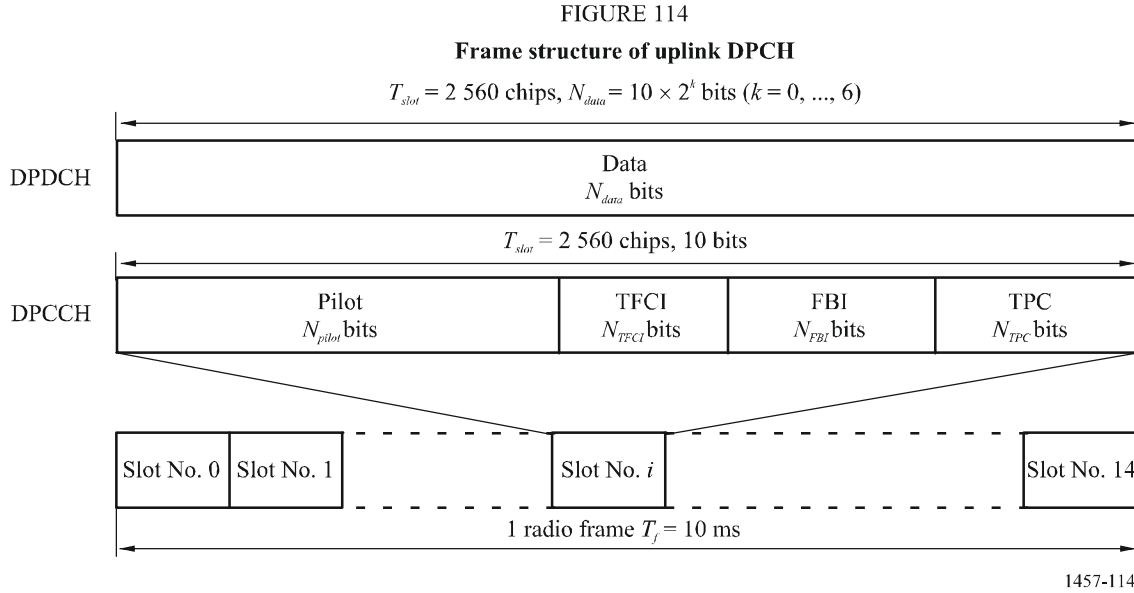 FIGURE 114
Frame structure of uplink DPCH
T_slot = 2 560 chips, N_data = 10 × 2^k bits (k = 0, ..., 6)
DPDCH
Data
N_data bits
T_slot = 2 560 chips, 10 bits
DPCCH
Pilot
N_pilot bits
TFCI
N_TFCI bits
FBI
N_FBI bits
TPC
N_TPC bits
Slot No. 0
Slot No. 1
Slot No. i
Slot No. 14
1 radio frame T_f = 10 ms
1457-114